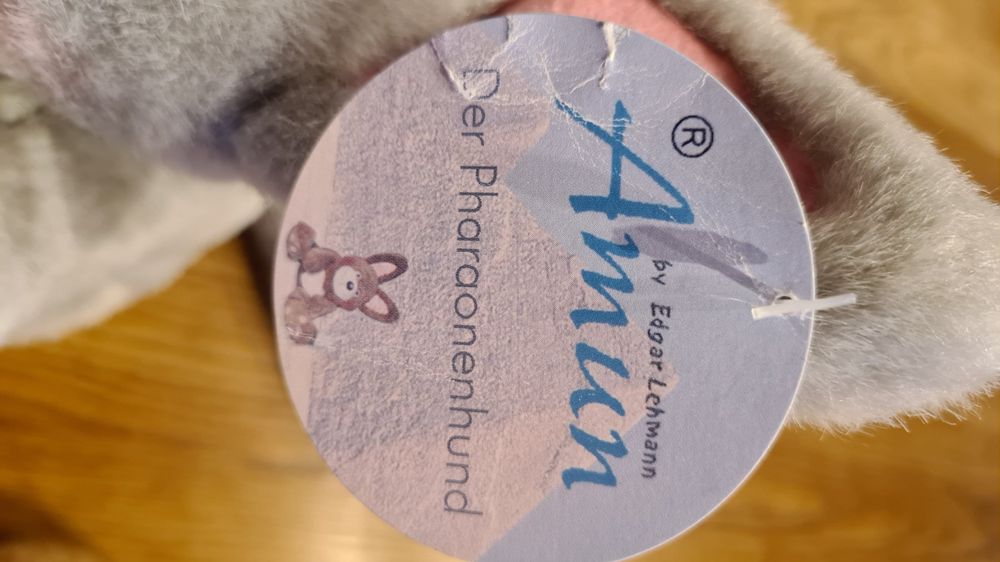 ®
Amun
by Edgar Lehmann
Der Pharaonenhund